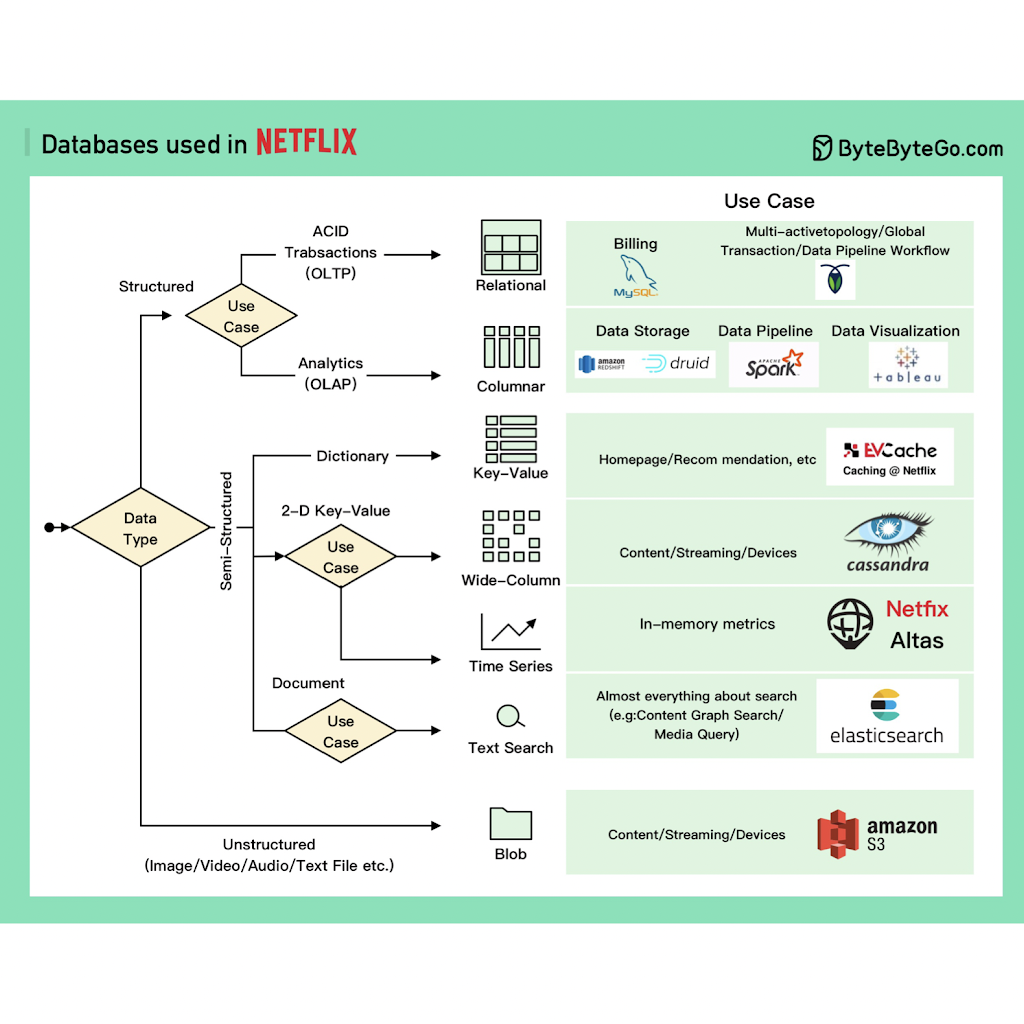 Databases used in NETFLIX
ByteByteGo.com
Use Case
ACID
Trabsactions
(OLTP)
Structured
Use
Case
Analytics
(OLAP)
Relational
Billing
MySQL
Multi-activetopology/Global
Transaction/Data Pipeline Workflow
Columnar
Data Storage
amazon
REDSHIFT
druid
Data Pipeline
APACHE
Spark
Data Visualization
+ a b l e a u
Data
Type
Semi-Structured
Dictionary
Key-Value
Homepage/Recom mendation, etc
EVCache
Caching @ Netflix
2-D Key-Value
Use
Case
Wide-Column
Content/Streaming/Devices
cassandra
Time Series
In-memory metrics
Netfix
Altas
Document
Use
Case
Text Search
Almost everything about search
(e.g:Content Graph Search/
Media Query)
elasticsearch
Unstructured
(Image/Video/Audio/Text File etc.)
Blob
Content/Streaming/Devices
amazon
S3